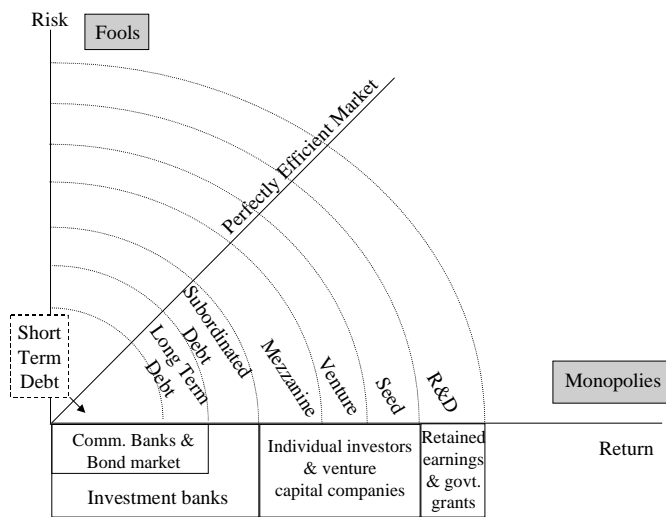 Risk
Fools
Perfectly Efficient Market
Short
Term
Debt
Long Term
Debt
Subordinated
Debt
Mezzanine
Venture
Seed
R&D
Monopolies
Return
Comm. Banks &
Bond market
Investment banks
Individual investors
& venture
capital companies
Retained
earnings
& govt.
grants